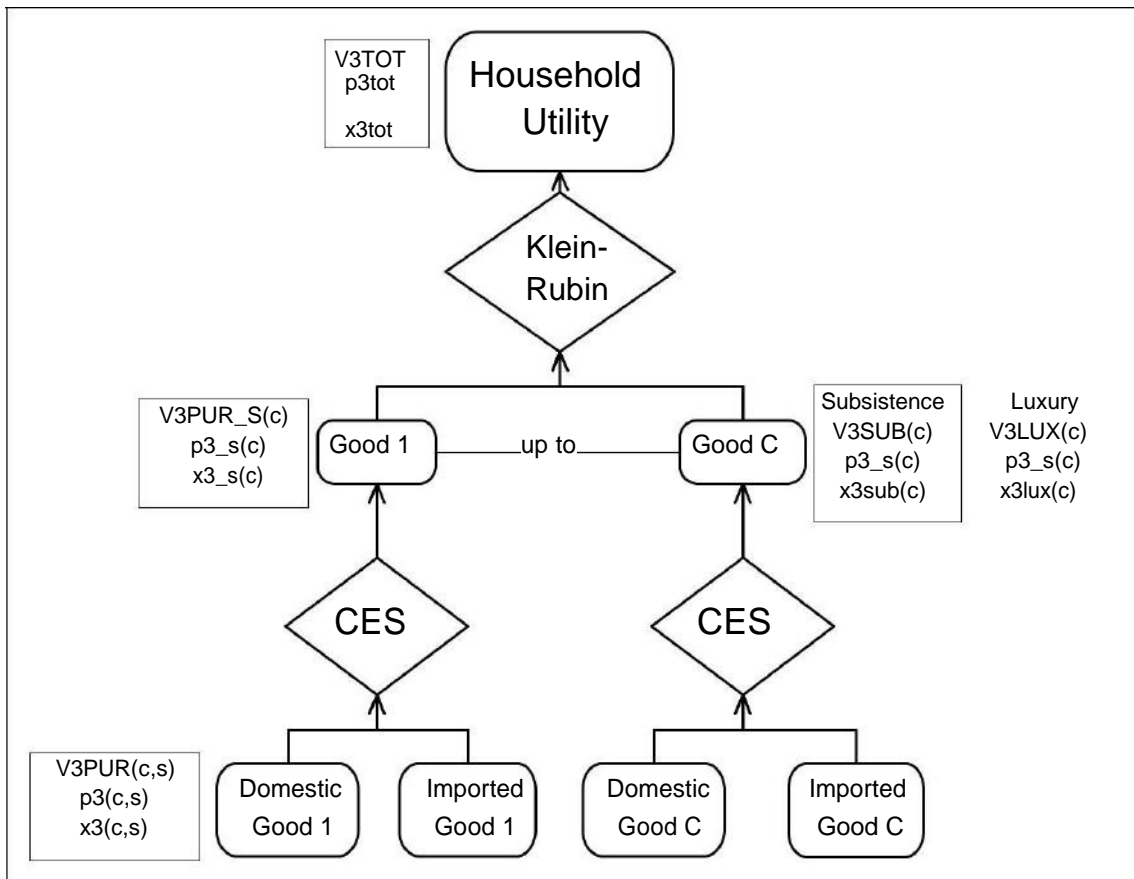 V3TOT
p3tot
x3tot
Household
Utility
Klein-
Rubin
V3PUR_S(c)
p3_s(c)
x3_s(c)
Good 1
up to
Good C
Subsistence
V3SUB(c)
p3_s(c)
x3sub(c)
Luxury
V3LUX(c)
p3_s(c)
x3lux(c)
CES
CES
V3PUR(c,s)
p3(c,s)
x3(c,s)
Domestic
Good 1
Imported
Good 1
Domestic
Good C
Imported
Good C